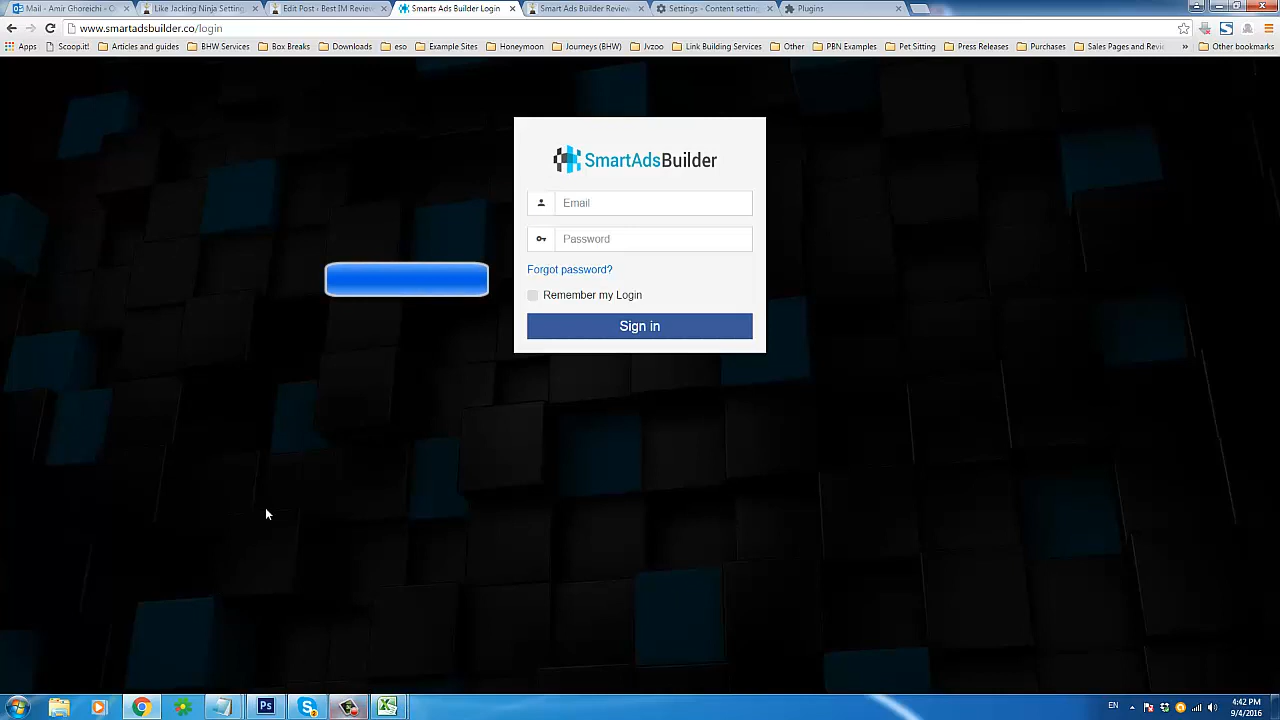 Mail - Amir Ghoreichi - O
Like Jacking Ninja Setting
Edit Post ‹ Best IM Review
Smarts Ads Builder Login
Smart Ads Builder Review
Settings - Content setting
Plugins
www.smartadsbuilder.co/login
Apps
Scoop.it!
Articles and guides
BHW Services
Box Breaks
Downloads
eso
Example Sites
Honeymoon
Journeys (BHW)
Jvzoo
Link Building Services
Other
PBN Examples
Pet Sitting
Press Releases
Purchases
Sales Pages and Revi
»
Other bookmarks
SmartAdsBuilder
Email
Password
Forgot password?
Remember my Login
Sign in
Ps
EN
4:42 PM
9/4/2016